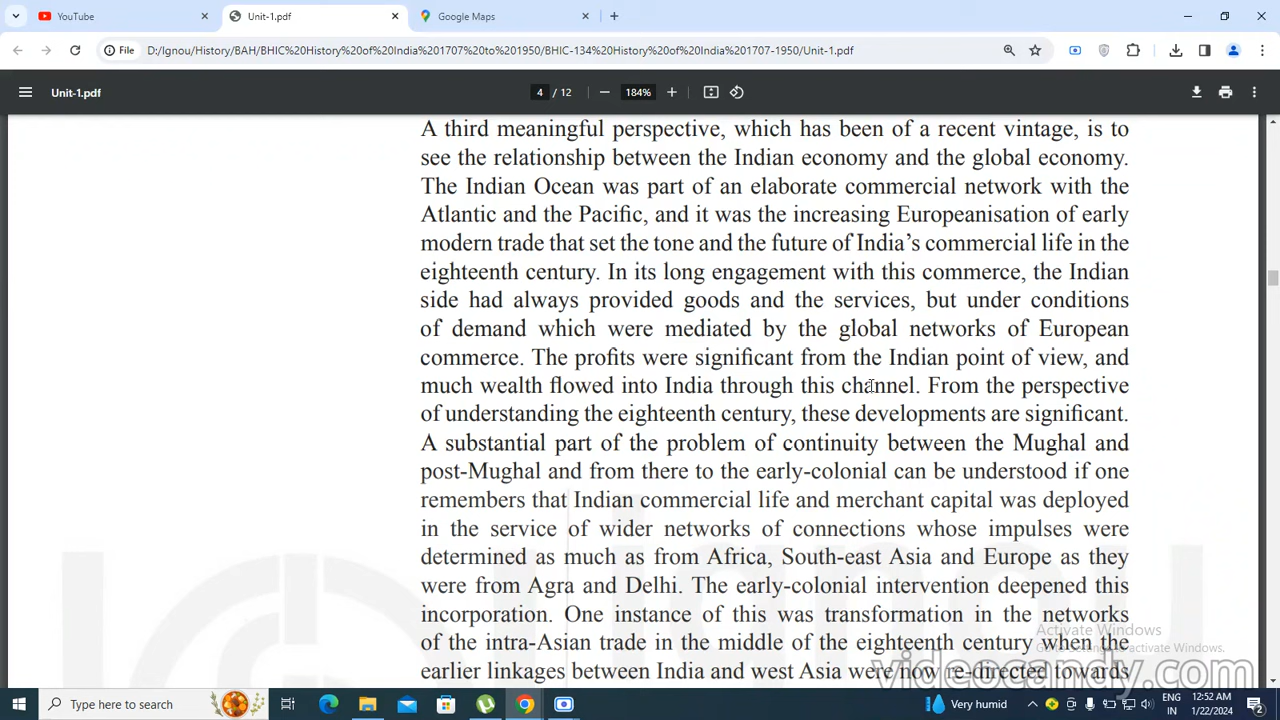 YouTube
Unit-1.pdf
Google Maps
File
D:/Ignou/History/BAH/BHIC%20History%20of%20India%201707%20to%201950/BHIC-134%20History%20of%20India%201707-1950/Unit-1.pdf
Unit-1.pdf
4 / 12
184%
A third meaningful perspective, which has been of a recent vintage, is to
see the relationship between the Indian economy and the global economy.
The Indian Ocean was part of an elaborate commercial network with the
Atlantic and the Pacific, and it was the increasing Europeanisation of early
modern trade that set the tone and the future of India's commercial life in the
eighteenth century. In its long engagement with this commerce, the Indian
side had always provided goods and the services, but under conditions
of demand which were mediated by the global networks of European
commerce. The profits were significant from the Indian point of view, and
much wealth flowed into India through this channel. From the perspective
of understanding the eighteenth century, these developments are significant.
A substantial part of the problem of continuity between the Mughal and
post-Mughal and from there to the early-colonial can be understood if one
remembers that Indian commercial life and merchant capital was deployed
in the service of wider networks of connections whose impulses were
determined as much as from Africa, South-east Asia and Europe as they
were from Agra and Delhi. The early-colonial intervention deepened this
incorporation. One instance of this was transformation in the networks
of the intra-Asian trade in the middle of the eighteenth century when the
earlier linkages between India and west Asia were now re-directed towards
Activate Windows
Go to Settings to activate Windows.
videocandy.com
Type here to search
Very humid
ENG
IN
12:52 AM
1/22/2024
2